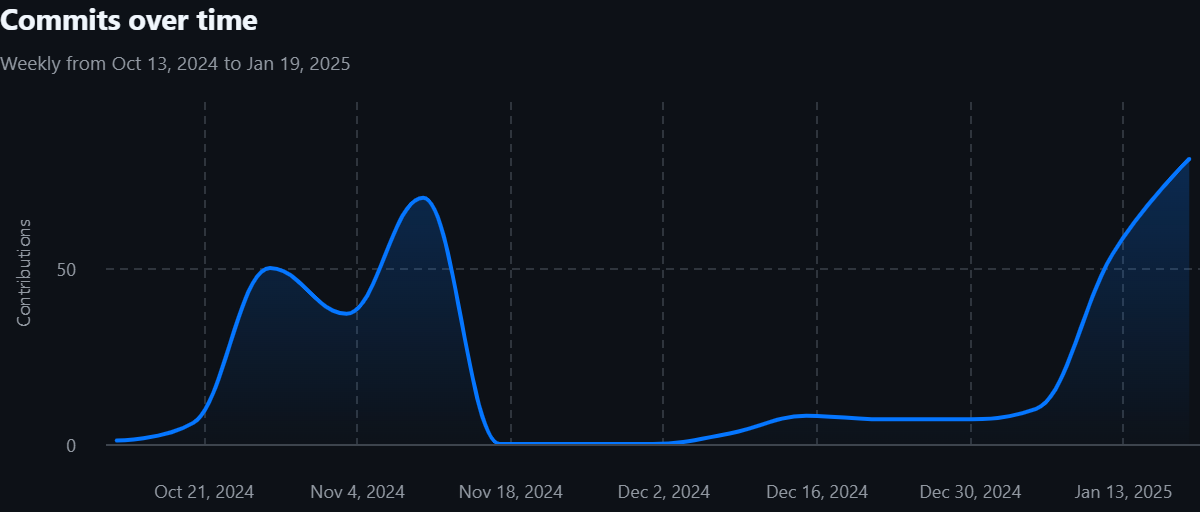 Commits over time
Weekly from Oct 13, 2024 to Jan 19, 2025
Contributions
50
0
Oct 21, 2024
Nov 4, 2024
Nov 18, 2024
Dec 2, 2024
Dec 16, 2024
Dec 30, 2024
Jan 13, 2025